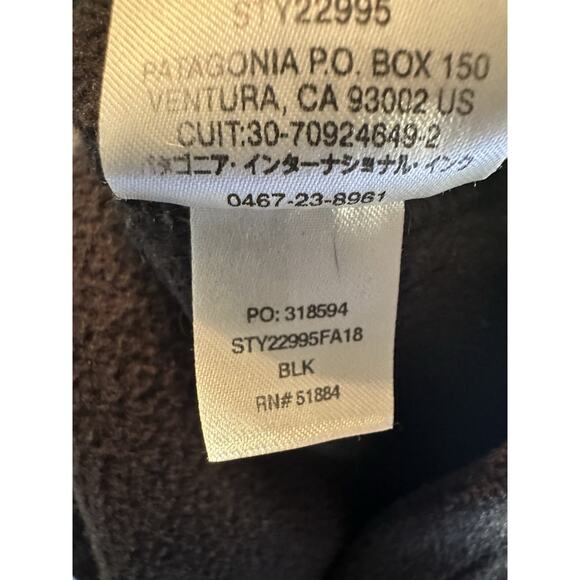 STY22995
PATAGONIA P.O. BOX 150
VENTURA, CA 93002 US
CUIT:30-70924649-2
パタゴニア・インターナショナル・インク
0467-23-8961
PO: 318594
STY22995FA18
BLK
RN# 51884